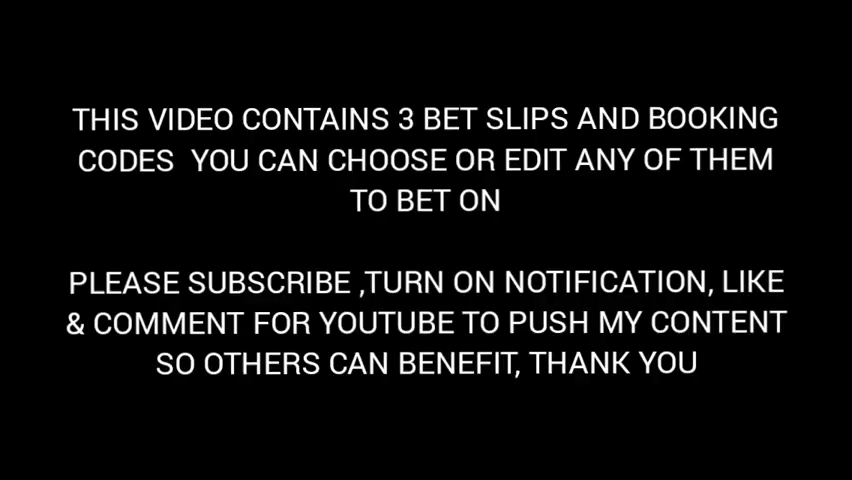 THIS VIDEO CONTAINS 3 BET SLIPS AND BOOKING
CODES  YOU CAN CHOOSE OR EDIT ANY OF THEM
TO BET ON
PLEASE SUBSCRIBE ,TURN ON NOTIFICATION, LIKE
& COMMENT FOR YOUTUBE TO PUSH MY CONTENT
SO OTHERS CAN BENEFIT, THANK YOU